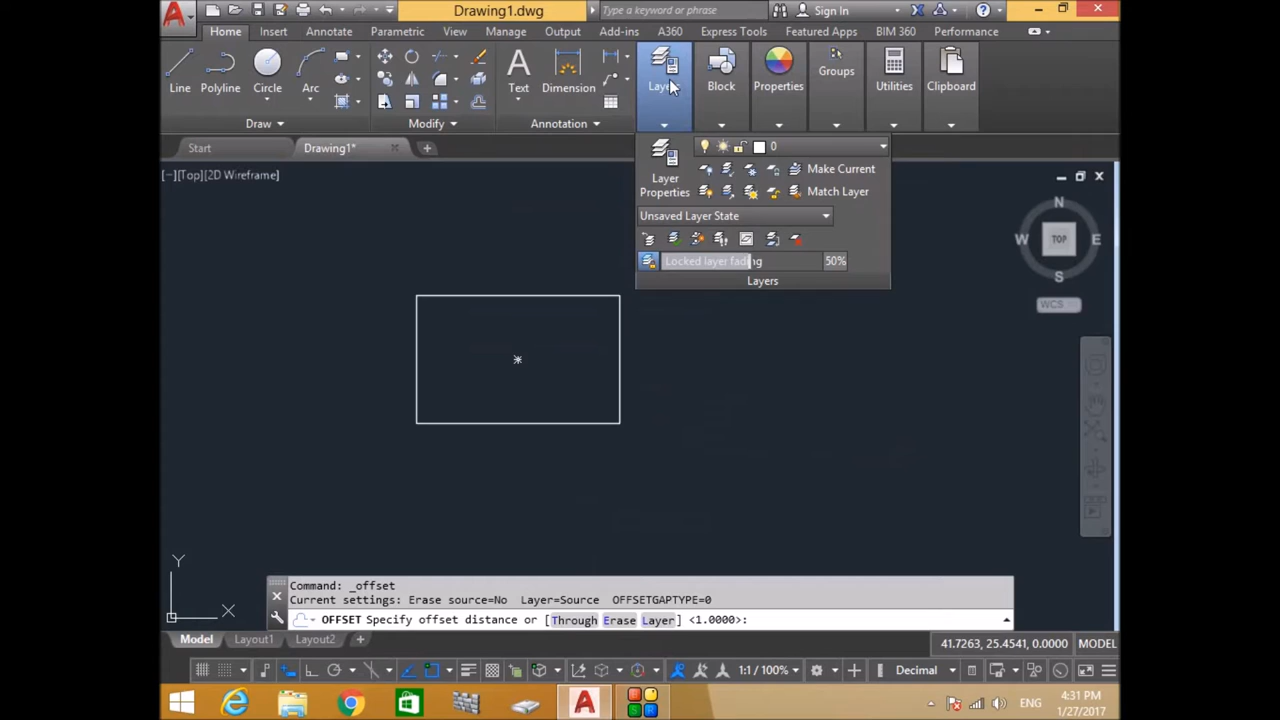 Drawing1.dwg
Type a keyword or phrase
Sign In
Home Insert Annotate Parametric View Manage Output Add-ins A360 Express Tools Featured Apps BIM 360 Performance
Line Polyline Circle Arc
Text Dimension
Layers Block Properties Groups Utilities Clipboard
Draw Modify Annotation
Start Drawing1*
0
[−][Top][2D Wireframe]
Layer
Properties
Make Current
Match Layer
Unsaved Layer State
Locked layer fading 50%
Layers
N
W TOP E
S
WCS
Y
X
Command: _offset
Current settings: Erase source=No Layer=Source OFFSETGAPTYPE=0
OFFSET Specify offset distance or [Through Erase Layer] <1.0000>:
Model Layout1 Layout2
41.7263, 25.4541, 0.0000 MODEL
1:1 / 100% Decimal
ENG
4:31 PM
1/27/2017